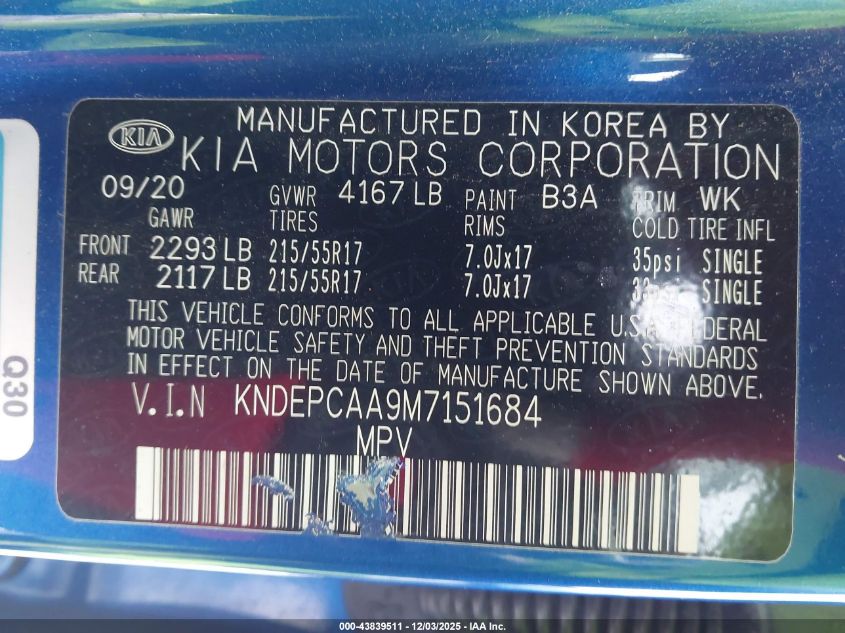 KIA
MANUFACTURED IN KOREA BY
KIA MOTORS CORPORATION
09/20 GVWR 4167 LB PAINT B3A TRIM WK
GAWR TIRES RIMS COLD TIRE INFL
FRONT 2293 LB 215/55R17 7.0Jx17 35psi SINGLE
REAR 2117 LB 215/55R17 7.0Jx17 33psi SINGLE
THIS VEHICLE CONFORMS TO ALL APPLICABLE U.S.A FEDERAL
MOTOR VEHICLE SAFETY AND THEFT PREVENTION STANDARDS
IN EFFECT ON THE DATE OF MANUFACTURE SHOWN ABOVE.
V.I.N KNDEPCAA9M7151684
MPV
Q30
000-43839511 - 12/03/2025 - IAA Inc.